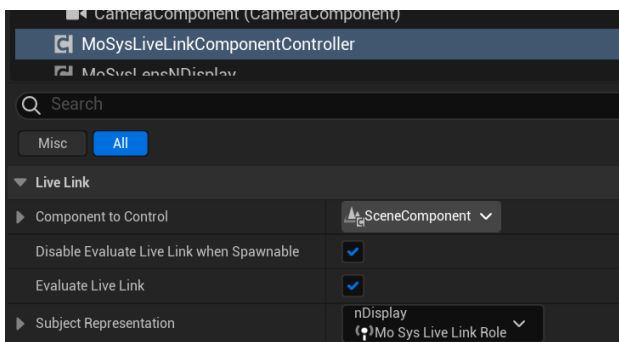 CameraComponent (CameraComponent)
MoSysLiveLinkComponentController
MoSysLensNDisplay
Search
Misc All
Live Link
Component to Control SceneComponent
Disable Evaluate Live Link when Spawnable
Evaluate Live Link
Subject Representation nDisplay
Mo Sys Live Link Role